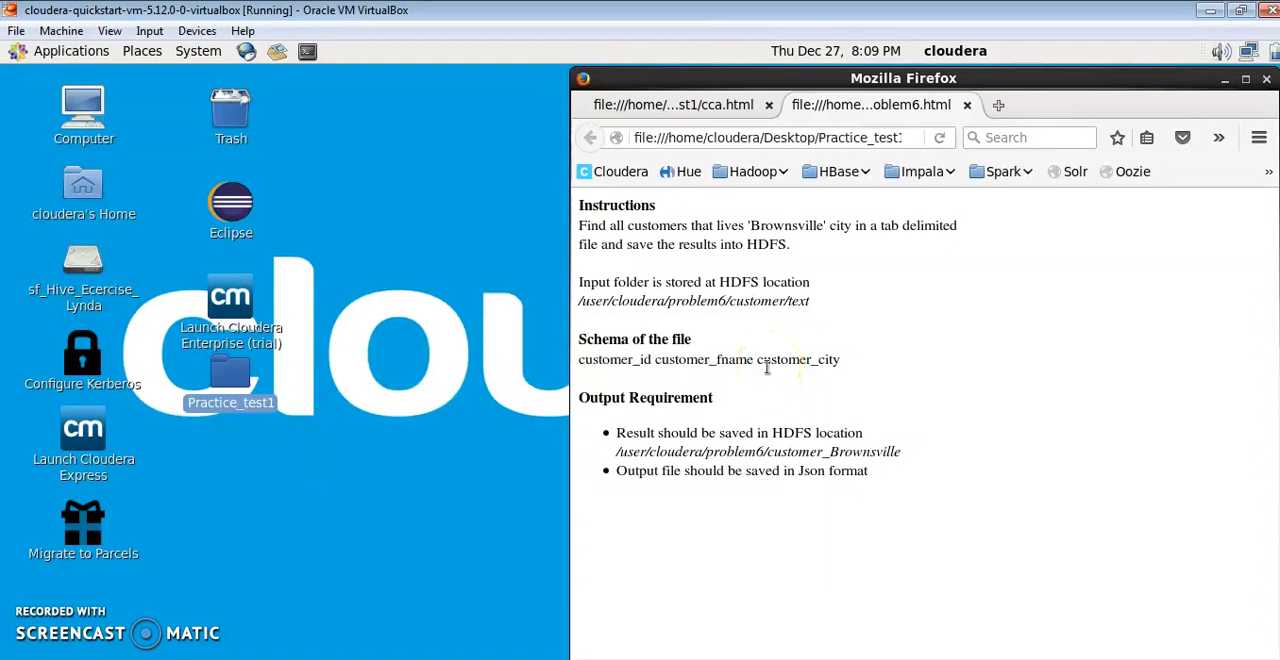 cloudera-quickstart-vm-5.12.0-0-virtualbox [Running] - Oracle VM VirtualBox
File Machine View Input Devices Help
Applications Places System Thu Dec 27, 8:09 PM cloudera
Computer
Trash
cloudera's Home
Eclipse
sf_Hive_Ecercise_
Lynda
cm
Launch Cloudera
Enterprise (trial)
Configure Kerberos
Practice_test1
cm
Launch Cloudera
Express
Migrate to Parcels
clou
RECORDED WITH
SCREENCAST MATIC
Mozilla Firefox
file:///home/...st1/cca.html file:///home...oblem6.html
file:///home/cloudera/Desktop/Practice_test1 Search
Cloudera Hue Hadoop HBase Impala Spark Solr Oozie »
Instructions
Find all customers that lives 'Brownsville' city in a tab delimited
file and save the results into HDFS.
Input folder is stored at HDFS location
/user/cloudera/problem6/customer/text
Schema of the file
customer_id customer_fname customer_city
Output Requirement
• Result should be saved in HDFS location
/user/cloudera/problem6/customer_Brownsville
• Output file should be saved in Json format